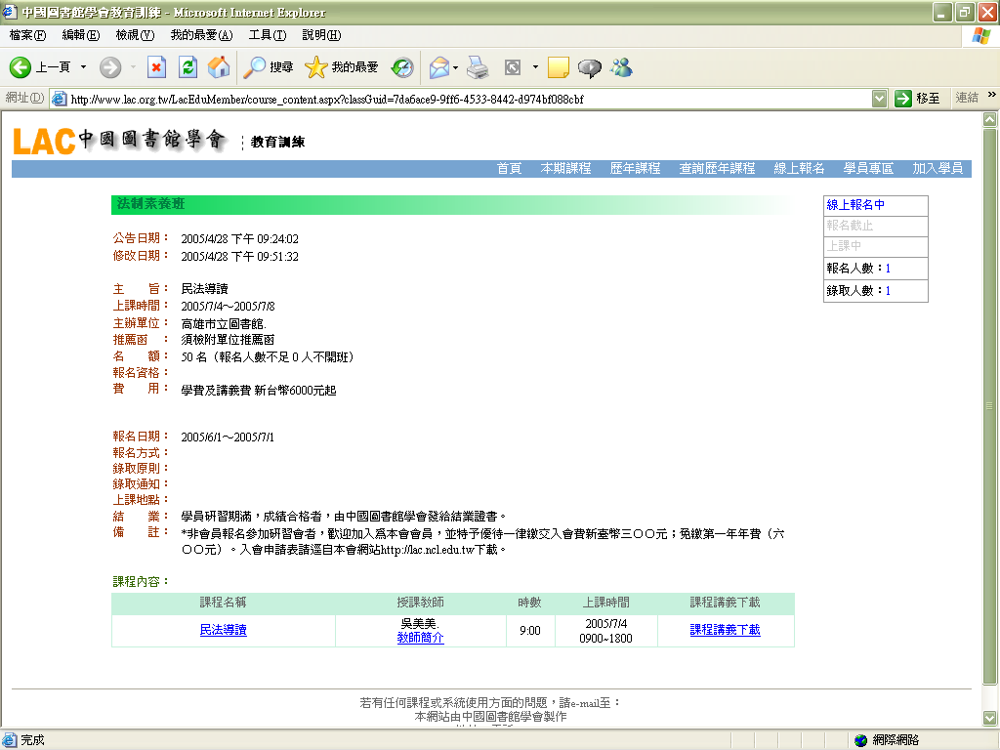 中國圖書館學會教育訓練 - Microsoft Internet Explorer
檔案(F) 編輯(E) 檢視(V) 我的最愛(A) 工具(T) 說明(H)
上一頁 搜尋 我的最愛
網址(D) http://www.lac.org.tw/LacEduMember/course_content.aspx?classGuid=7da6ace9-9ff6-4533-8442-d974bf088cbf 移至 連結 »
LAC中國圖書館學會 教育訓練
首頁 本期課程 歷年課程 查詢歷年課程 線上報名 學員專區 加入學員
法制素養班
線上報名中
報名截止
上課中
報名人數：1
錄取人數：1
公告日期： 2005/4/28 下午 09:24:02
修改日期： 2005/4/28 下午 09:51:32
主 旨： 民法導讀
上課時間： 2005/7/4～2005/7/8
主辦單位： 高雄市立圖書館.
推薦函 ： 須檢附單位推薦函
名 額： 50 名（報名人數不足 0 人不開班）
報名資格：
費 用： 學費及講義費 新台幣6000元起
報名日期： 2005/6/1～2005/7/1
報名方式：
錄取原則：
錄取通知：
上課地點：
結 業： 學員研習期滿，成績合格者，由中國圖書館學會發給結業證書。
備 註： *非會員報名參加研習會者，歡迎加入為本會會員，並特予優待一律繳交入會費新臺幣三○○元；免繳第一年年費（六
○○元）。入會申請表請逕自本會網站http://lac.ncl.edu.tw下載。
課程內容：
課程名稱 授課教師 時數 上課時間 課程講義下載
民法導讀 吳美美. 教師簡介 9:00 2005/7/4 0900~1800 課程講義下載
若有任何課程或系統使用方面的問題，請e-mail至：
本網站由中國圖書館學會製作
完成 網際網路